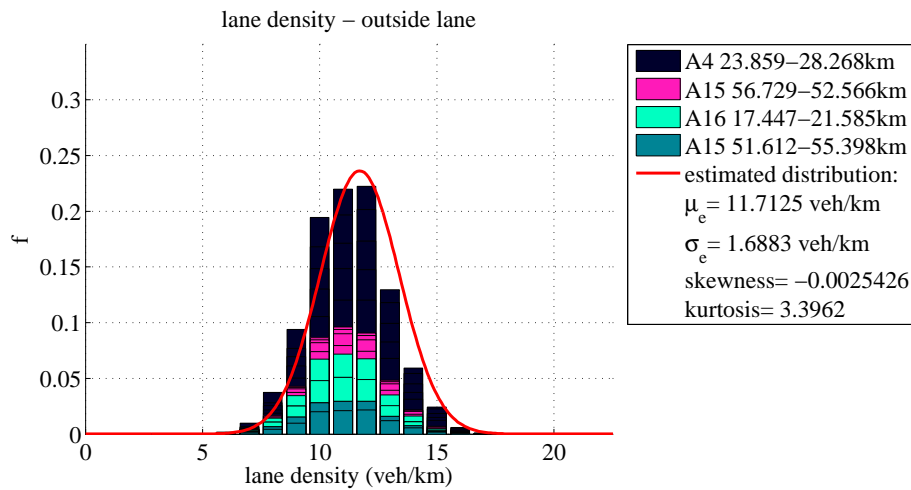 lane density − outside lane
f
0.3
0.25
0.2
0.15
0.1
0.05
0
0 5 10 15 20
lane density (veh/km)
A4 23.859−28.268km
A15 56.729−52.566km
A16 17.447−21.585km
A15 51.612−55.398km
estimated distribution:
μe= 11.7125 veh/km
σe= 1.6883 veh/km
skewness= −0.0025426
kurtosis= 3.3962